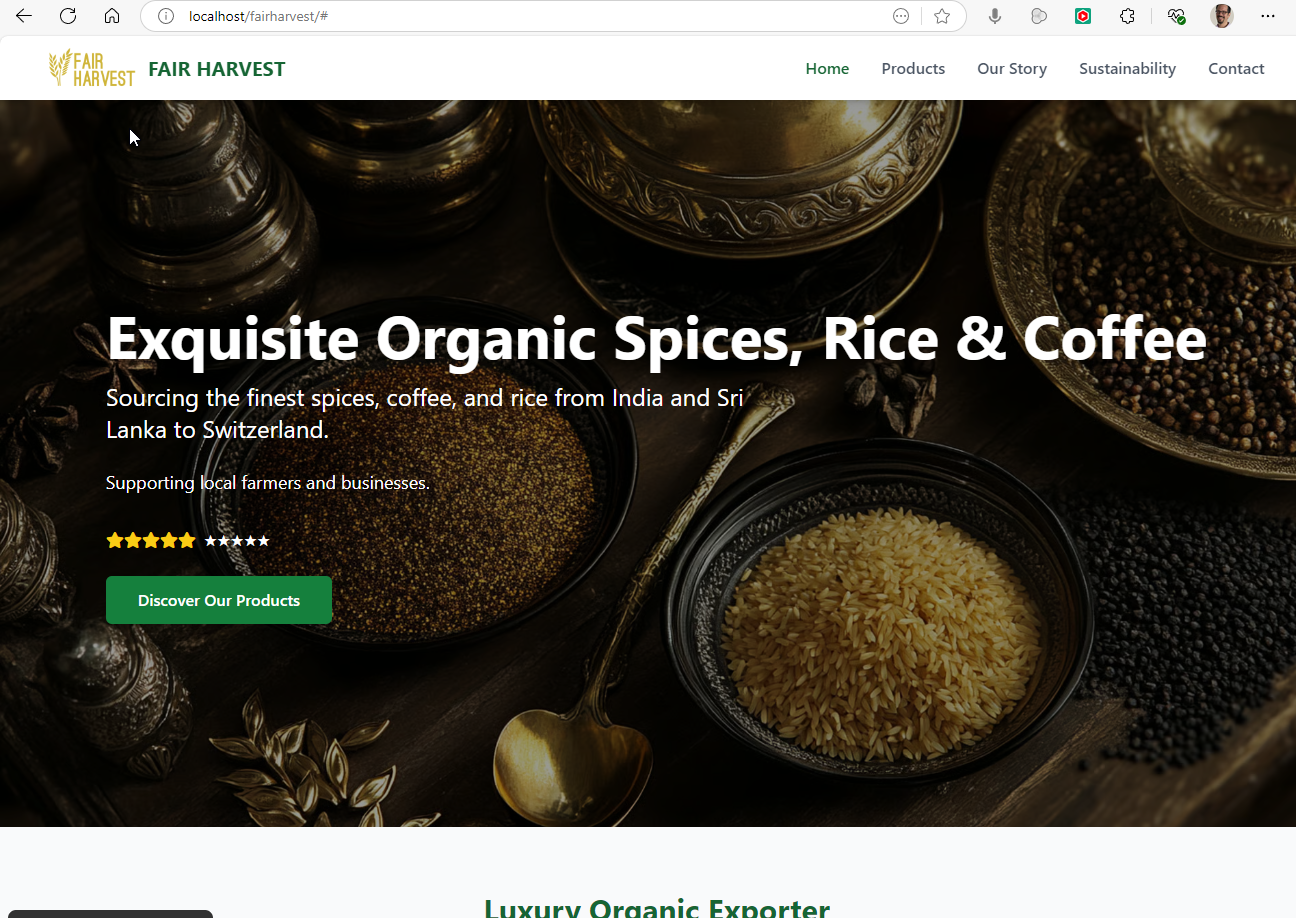 localhost/fairharvest/#
FAIR
HARVEST
FAIR HARVEST
Home
Products
Our Story
Sustainability
Contact
Exquisite Organic Spices, Rice & Coffee
Sourcing the finest spices, coffee, and rice from India and Sri
Lanka to Switzerland.
Supporting local farmers and businesses.
★★★★★
Discover Our Products
Luxury Organic Exporter